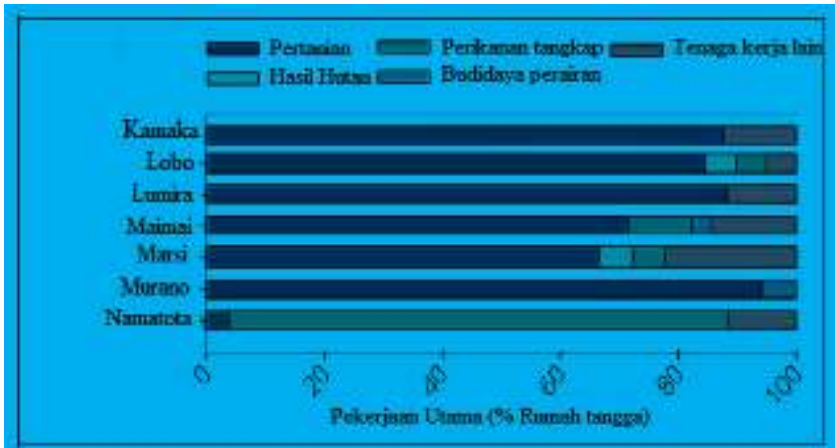 Pertanian Perikanan tangkap Tenaga kerja lain
Hasil Hutan Budidaya perairan
Kamaka
Lobo
Lumira
Maimai
Marsi
Murano
Namatota
0 20 40 60 80 100
Pekerjaan Utama (% Rumah tangga)